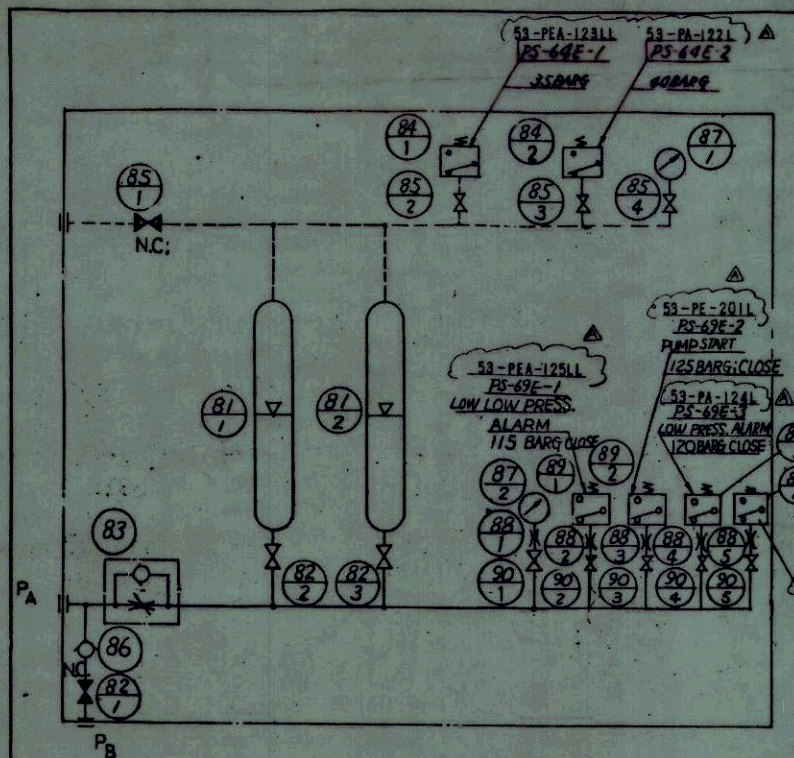 53-PEA-123LL
PS-64E-1
35BARG
53-PA-122L
PS-64E-2
40BARG
A
84
1
84
2
87
1
85
1
85
2
85
3
85
4
N.C:
A
53-PE-201L
PS-69E-2
PUMP START
125 BARG:CLOSE
A
53-PEA-125LL
PS-69E-1
LOW LOW PRESS.
ALARM
115 BARG CLOSE
53-PA-124L
PS-69E-3
LOW PRESS. ALARM
120BARG CLOSE
A
81
1
81
2
87
2
89
1
89
2
83
88
1
88
2
88
3
88
4
88
5
82
2
82
3
90
1
90
2
90
3
90
4
90
5
PA
86
82
1
PB